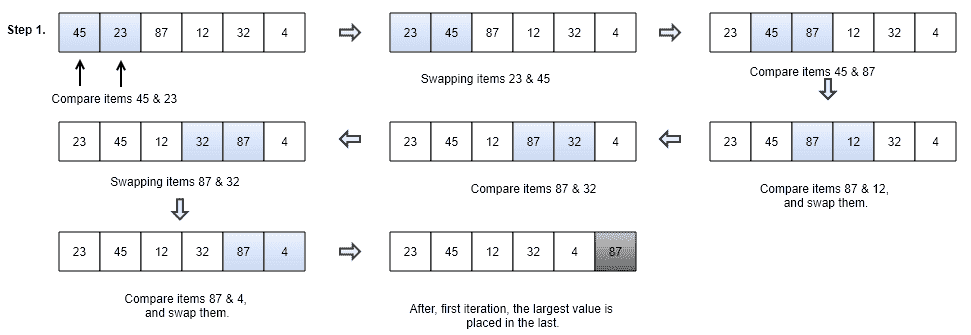 Step 1.
45 23 87 12 32 4
Compare items 45 & 23
23 45 87 12 32 4
Swapping items 23 & 45
23 45 87 12 32 4
Compare items 45 & 87
23 45 87 12 32 4
Compare items 87 & 12,
and swap them.
23 45 12 87 32 4
Compare items 87 & 32
23 45 12 32 87 4
Swapping items 87 & 32
23 45 12 32 87 4
Compare items 87 & 4,
and swap them.
23 45 12 32 4 87
After, first iteration, the largest value is
placed in the last.